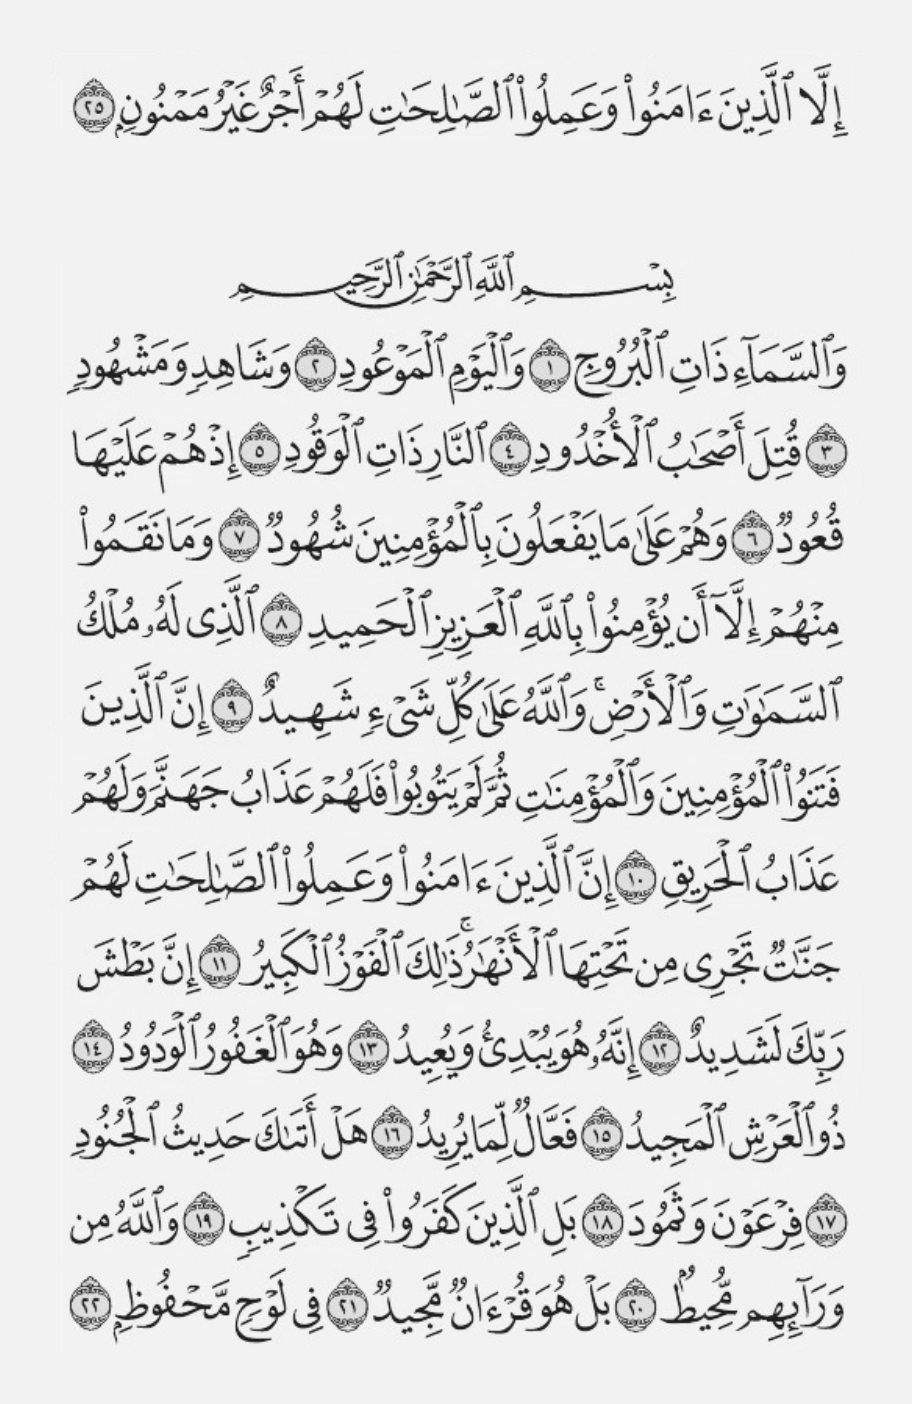 إِلَّا ٱلَّذِينَ ءَامَنُوا۟ وَعَمِلُوا۟ ٱلصَّـٰلِحَـٰتِ لَهُمْ أَجْرٌ غَيْرُ مَمْنُونٍۭ ٢٥
بِسْمِ ٱللَّهِ ٱلرَّحْمَـٰنِ ٱلرَّحِيمِ
وَٱلسَّمَآءِ ذَاتِ ٱلْبُرُوجِ ١ وَٱلْيَوْمِ ٱلْمَوْعُودِ ٢ وَشَاهِدٍ وَمَشْهُودٍ
٣ قُتِلَ أَصْحَـٰبُ ٱلْأُخْدُودِ ٤ ٱلنَّارِ ذَاتِ ٱلْوَقُودِ ٥ إِذْ هُمْ عَلَيْهَا
قُعُودٌ ٦ وَهُمْ عَلَىٰ مَا يَفْعَلُونَ بِٱلْمُؤْمِنِينَ شُهُودٌ ٧ وَمَا نَقَمُوا۟
مِنْهُمْ إِلَّآ أَن يُؤْمِنُوا۟ بِٱللَّهِ ٱلْعَزِيزِ ٱلْحَمِيدِ ٨ ٱلَّذِى لَهُۥ مُلْكُ
ٱلسَّمَـٰوَٰتِ وَٱلْأَرْضِ ۚ وَٱللَّهُ عَلَىٰ كُلِّ شَىْءٍ شَهِيدٌ ٩ إِنَّ ٱلَّذِينَ
فَتَنُوا۟ ٱلْمُؤْمِنِينَ وَٱلْمُؤْمِنَـٰتِ ثُمَّ لَمْ يَتُوبُوا۟ فَلَهُمْ عَذَابُ جَهَنَّمَ وَلَهُمْ
عَذَابُ ٱلْحَرِيقِ ١٠ إِنَّ ٱلَّذِينَ ءَامَنُوا۟ وَعَمِلُوا۟ ٱلصَّـٰلِحَـٰتِ لَهُمْ
جَنَّـٰتٌ تَجْرِى مِن تَحْتِهَا ٱلْأَنْهَـٰرُ ۚ ذَٰلِكَ ٱلْفَوْزُ ٱلْكَبِيرُ ١١ إِنَّ بَطْشَ
رَبِّكَ لَشَدِيدٌ ١٢ إِنَّهُۥ هُوَ يُبْدِئُ وَيُعِيدُ ١٣ وَهُوَ ٱلْغَفُورُ ٱلْوَدُودُ ١٤
ذُو ٱلْعَرْشِ ٱلْمَجِيدُ ١٥ فَعَّالٌ لِّمَا يُرِيدُ ١٦ هَلْ أَتَىٰكَ حَدِيثُ ٱلْجُنُودِ
١٧ فِرْعَوْنَ وَثَمُودَ ١٨ بَلِ ٱلَّذِينَ كَفَرُوا۟ فِى تَكْذِيبٍ ١٩ وَٱللَّهُ مِن
وَرَآئِهِم مُّحِيطٌۢ ٢٠ بَلْ هُوَ قُرْءَانٌ مَّجِيدٌ ٢١ فِى لَوْحٍ مَّحْفُوظٍۭ ٢٢